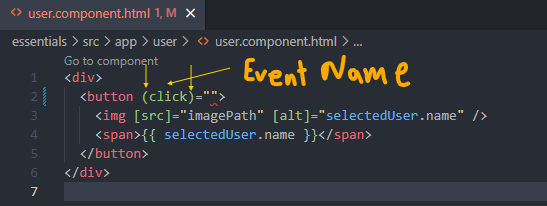 user.component.html 1, M ×
essentials > src > app > user > <> user.component.html > ...
Go to component
Event Name
1 <div>
2 <button (click)="">
3 <img [src]="imagePath" [alt]="selectedUser.name" />
4 <span>{{ selectedUser.name }}</span>
5 </button>
6 </div>
7